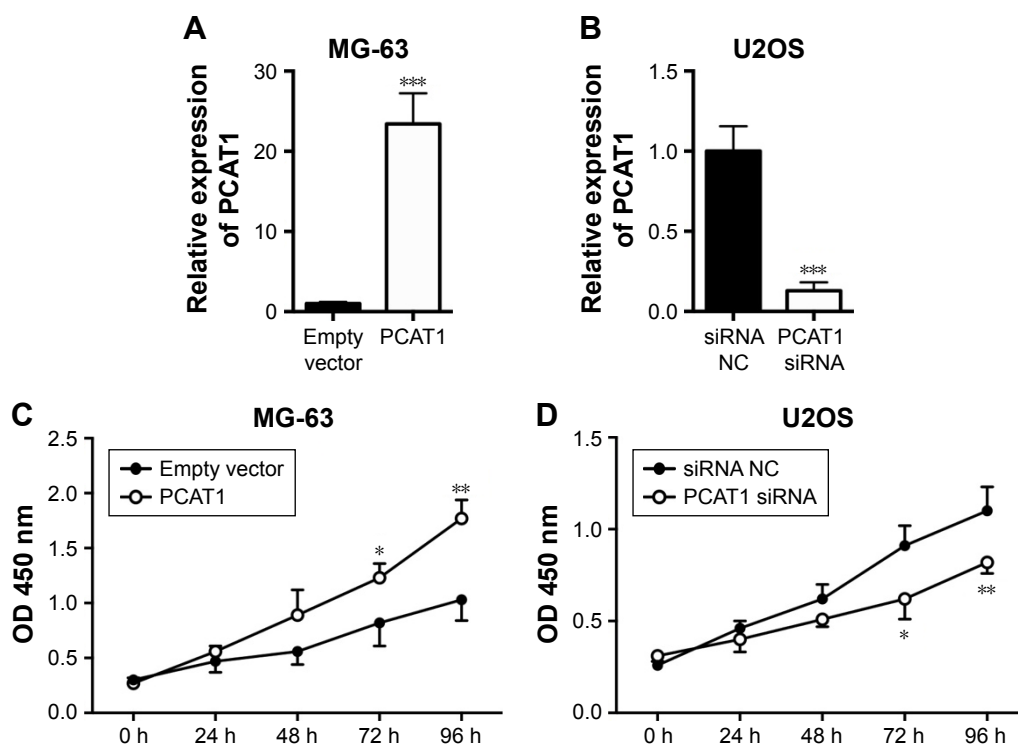 A
MG-63
Relative expression
of PCAT1
30
20
10
0
***
Empty
vector
PCAT1
B
U2OS
Relative expression
of PCAT1
1.5
1.0
0.5
0.0
***
siRNA
NC
PCAT1
siRNA
C
MG-63
OD 450 nm
2.5
2.0
1.5
1.0
0.5
0.0
Empty vector
PCAT1
*
**
0 h
24 h
48 h
72 h
96 h
D
U2OS
OD 450 nm
1.5
1.0
0.5
0.0
siRNA NC
PCAT1 siRNA
*
**
0 h
24 h
48 h
72 h
96 h